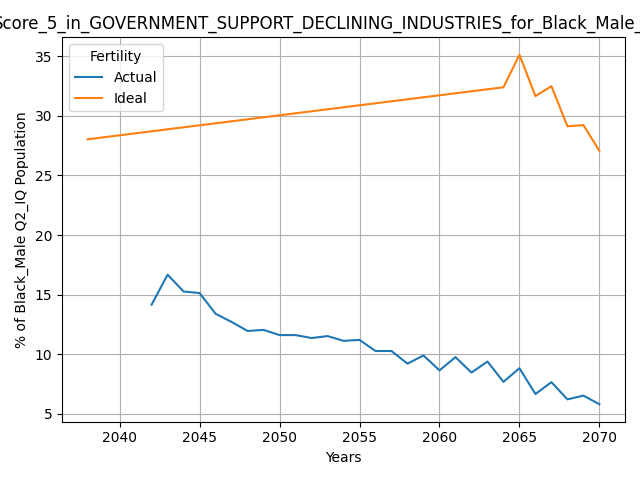 Score_5_in_GOVERNMENT_SUPPORT_DECLINING_INDUSTRIES_for_Black_Male_
Fertility
Actual
Ideal
% of Black_Male Q2_IQ Population
35
30
25
20
15
10
5
2040 2045 2050 2055 2060 2065 2070
Years